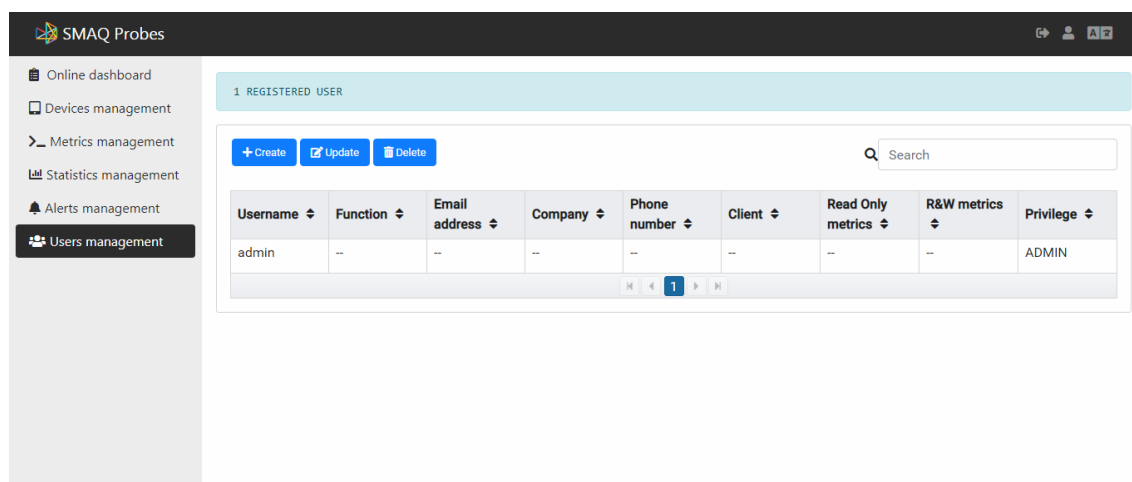 SMAQ Probes
Online dashboard
Devices management
Metrics management
Statistics management
Alerts management
Users management
1 REGISTERED USER
Create Update Delete
Search
Username Function Email address Company Phone number Client Read Only metrics R&W metrics Privilege
admin -- -- -- -- -- -- -- ADMIN
1